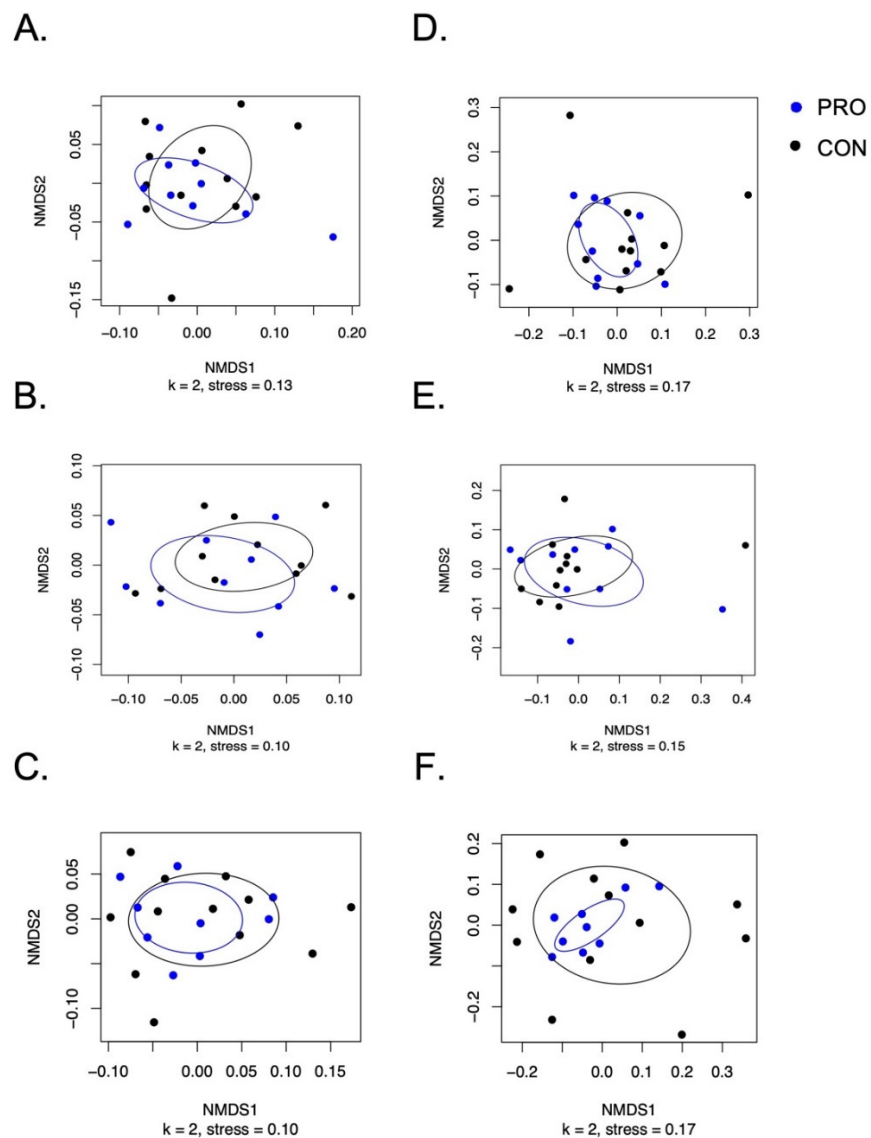 A.
NMDS2
0.05
−0.05
−0.15
−0.10
0.00
0.10
0.20
NMDS1
k = 2, stress = 0.13
D.
NMDS2
0.3
0.2
0.1
0.0
−0.1
−0.2
0.0
0.1
0.2
0.3
NMDS1
k = 2, stress = 0.17
PRO
CON
B.
NMDS2
0.10
0.05
0.00
−0.05
−0.10
−0.10
−0.05
0.00
0.05
0.10
NMDS1
k = 2, stress = 0.10
E.
NMDS2
0.2
0.1
0.0
−0.1
−0.2
−0.1
0.0
0.1
0.2
0.3
0.4
NMDS1
k = 2, stress = 0.15
C.
NMDS2
0.05
0.00
−0.10
−0.10
0.00
0.05
0.10
0.15
NMDS1
k = 2, stress = 0.10
F.
NMDS2
0.2
0.1
0.0
−0.2
−0.2
0.0
0.1
0.2
0.3
NMDS1
k = 2, stress = 0.17